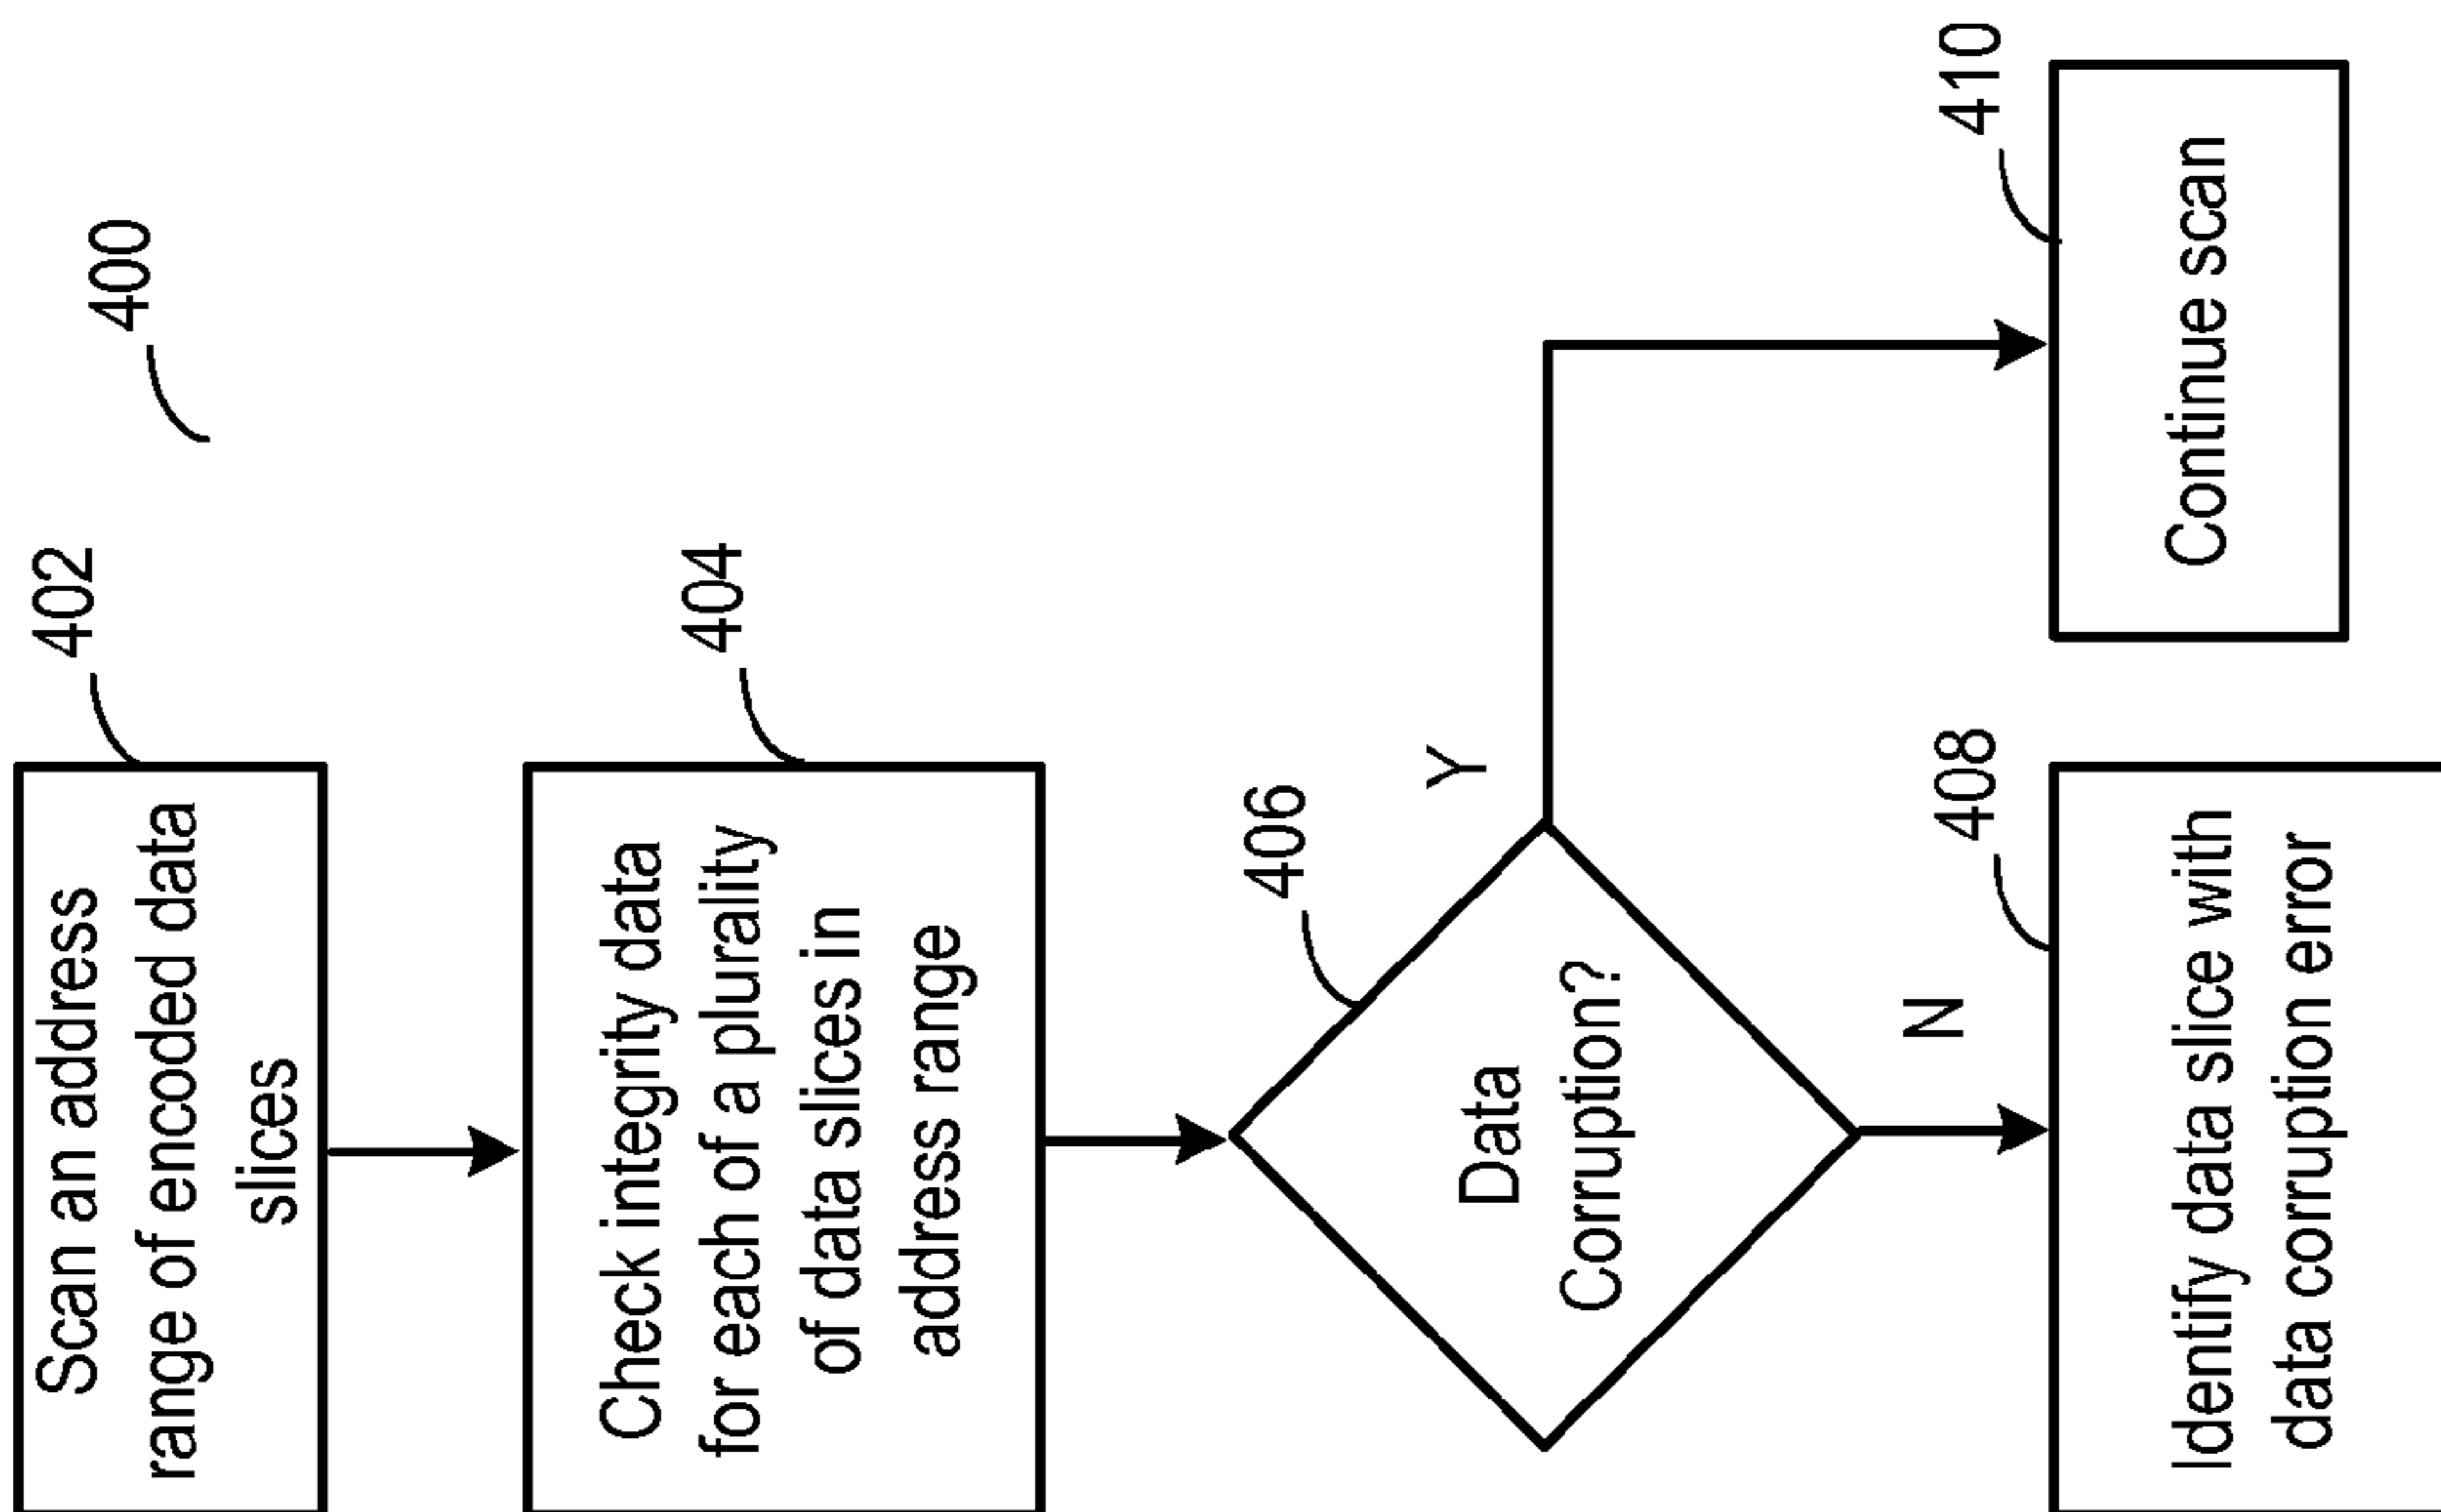 400
402
Scan an address
range of encoded data
slices
404
Check integrity data
for each of a plurality
of data slices in
address range
406
Data
Corruption?
Y
N
408
Identify data slice with
data corruption error
410
Continue scan